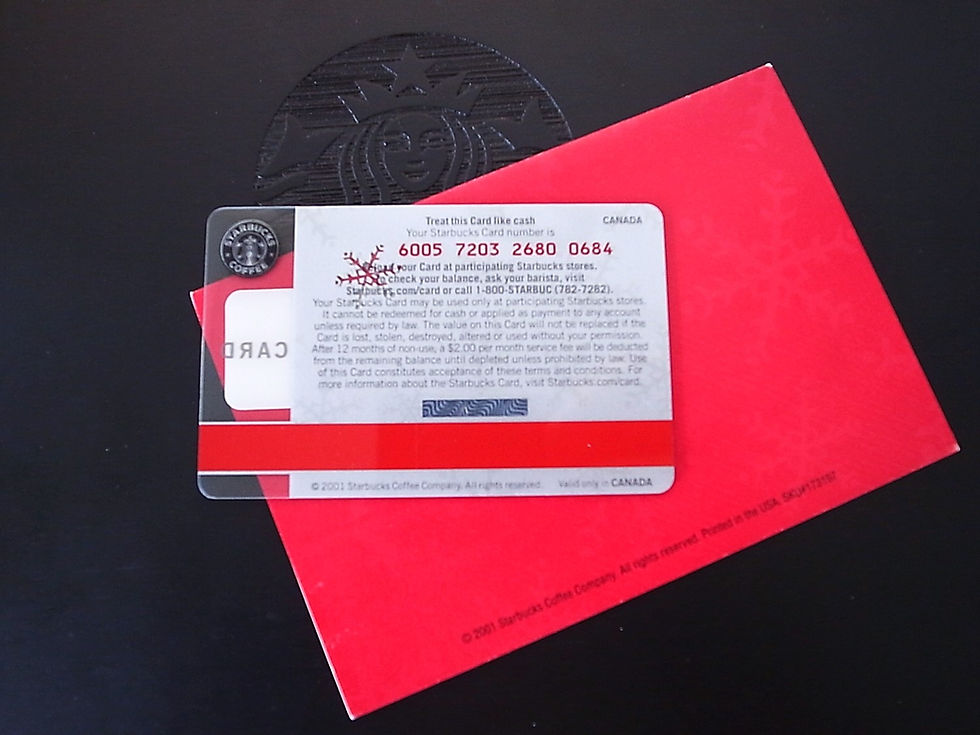 STARBUCKS
COFFEE
Treat this Card like cash
CANADA
Your Starbucks Card number is
6005 7203 2680 0684
your Card at participating Starbucks stores.
check your balance, ask your barista, visit
Starbucks.com/card or call 1-800-STARBUC (782-7282).
Your Starbucks Card may be used only at participating Starbucks stores.
It cannot be redeemed for cash or applied as payment to any account
unless required by law. The value on this Card will not be replaced if the
Card is lost, stolen, destroyed, altered or used without your permission.
After 12 months of non-use, a $2.00 per month service fee will be deducted
from the remaining balance until depleted unless prohibited by law. Use
of this Card constitutes acceptance of these terms and conditions. For
more information about the Starbucks Card, visit Starbucks.com/card.
CARD
© 2001 Starbucks Coffee Company. All rights reserved. Valid only in CANADA
© 2001 Starbucks Coffee Company. All rights reserved. Printed in the USA.